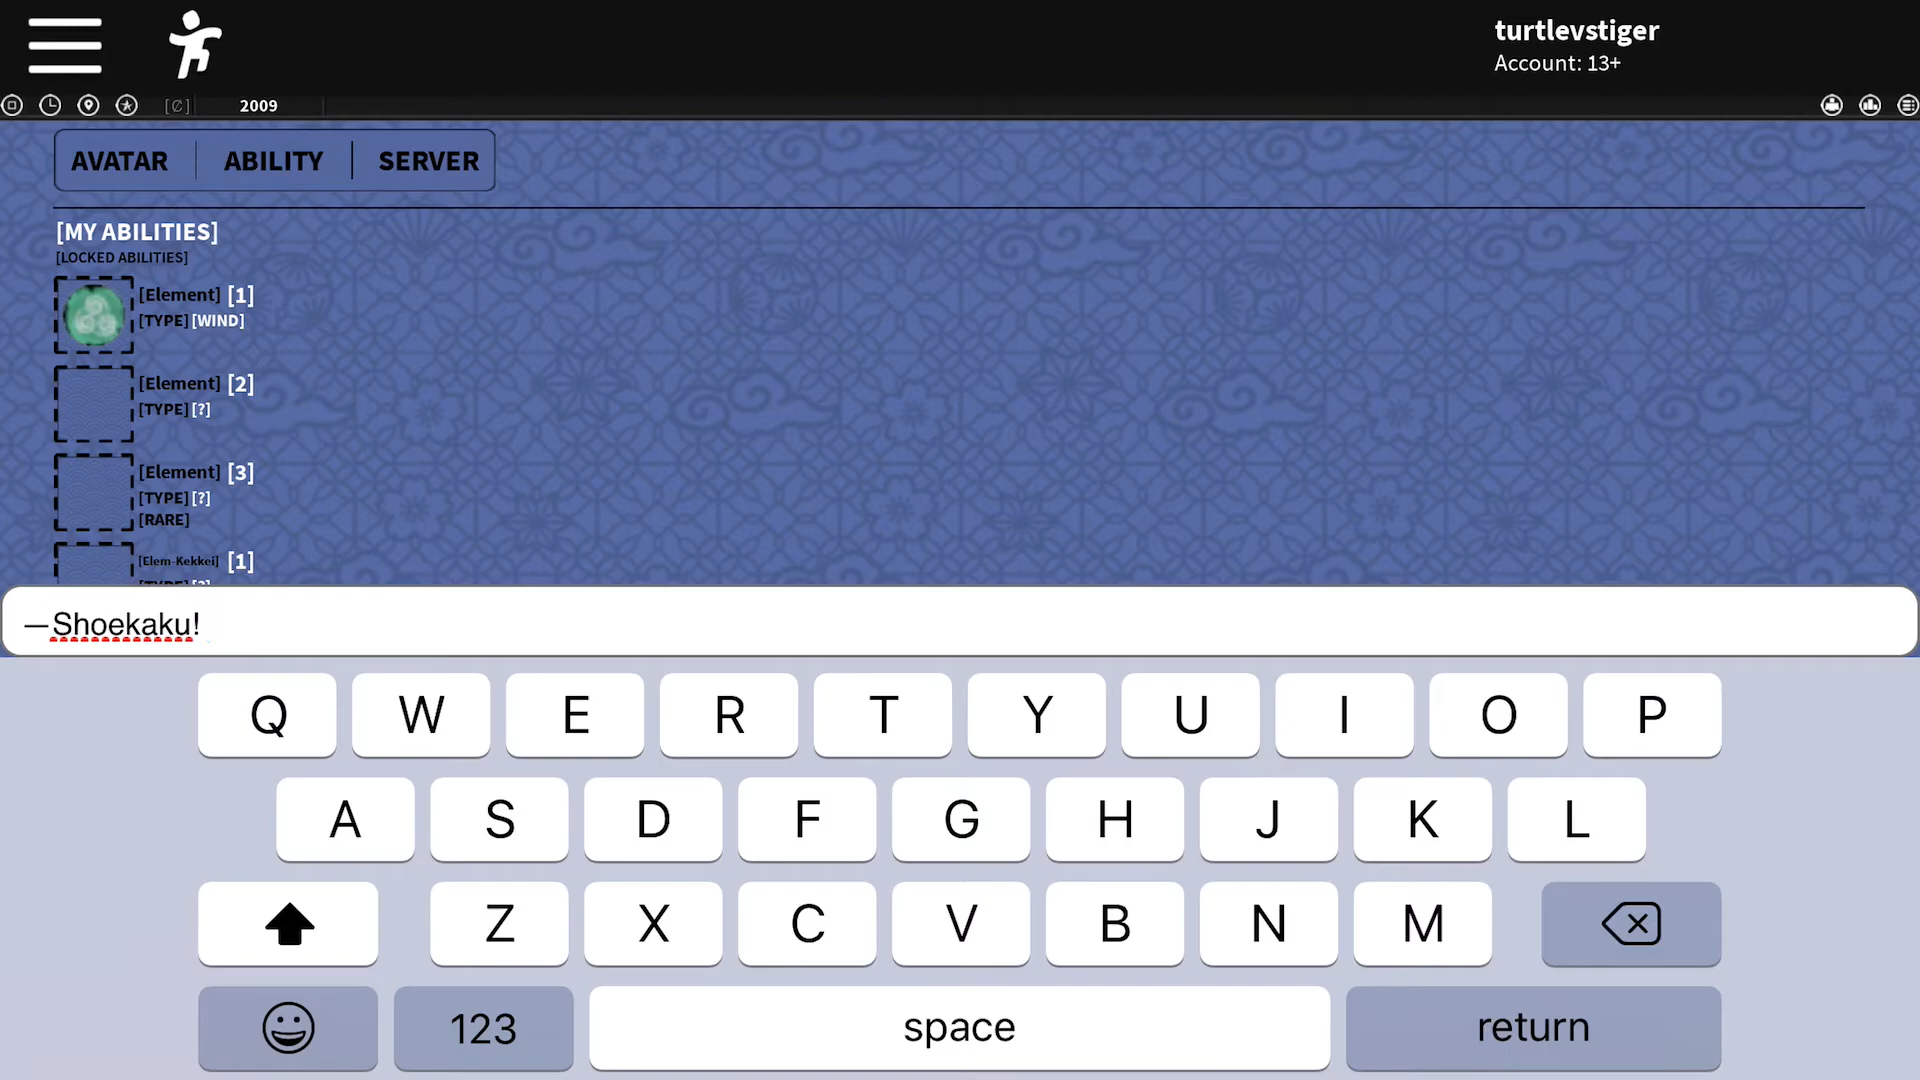 turtlevstiger
Account: 13+
[₡] 2009
AVATAR ABILITY SERVER
[MY ABILITIES]
[LOCKED ABILITIES]
[Element] [1]
[TYPE] [WIND]
[Element] [2]
[TYPE] [?]
[Element] [3]
[TYPE] [?]
[RARE]
[Elem-Kekkei] [1]
[TYPE] [?]
—Shoekaku!
Q W E R T Y U I O P
A S D F G H J K L
Z X C V B N M
123 space return